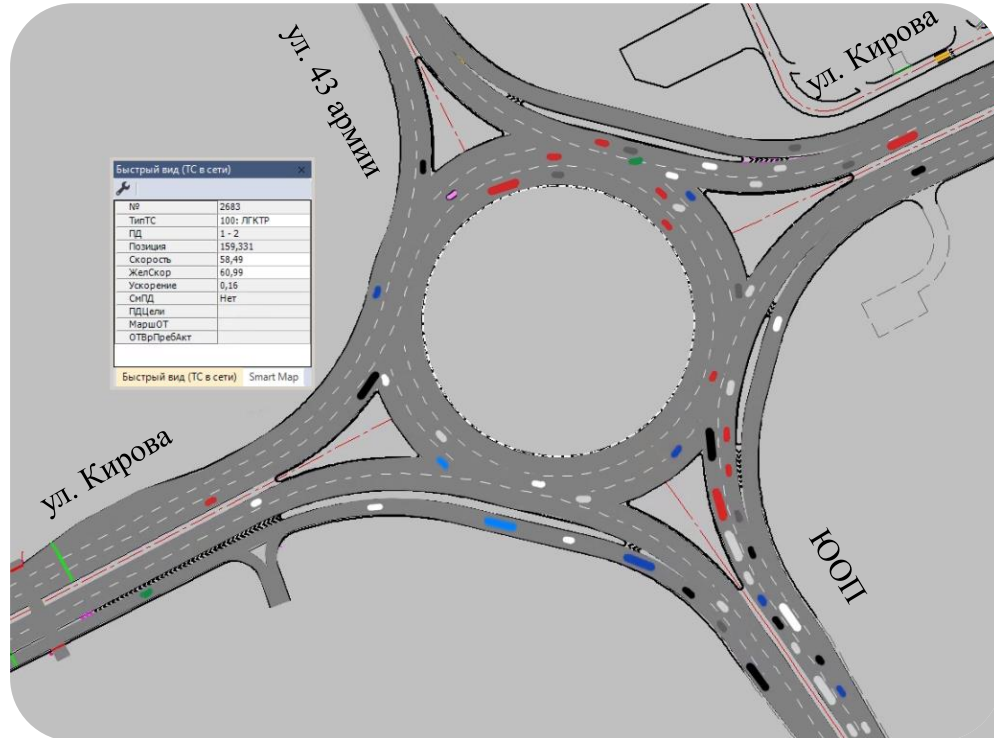 ул. 43 армии
ул. Кирова
Быстрый вид (ТС в сети)
№ 2683
ТипТС 100: ЛГКТР
ПД 1 - 2
Позиция 159,331
Скорость 58,49
ЖелСкор 60,99
Ускорение 0,16
СмПД Нет
ПДЦели
МаршОТ
ОТВрПребАкт
Быстрый вид (ТС в сети) Smart Map
ул. Кирова
ЮОП